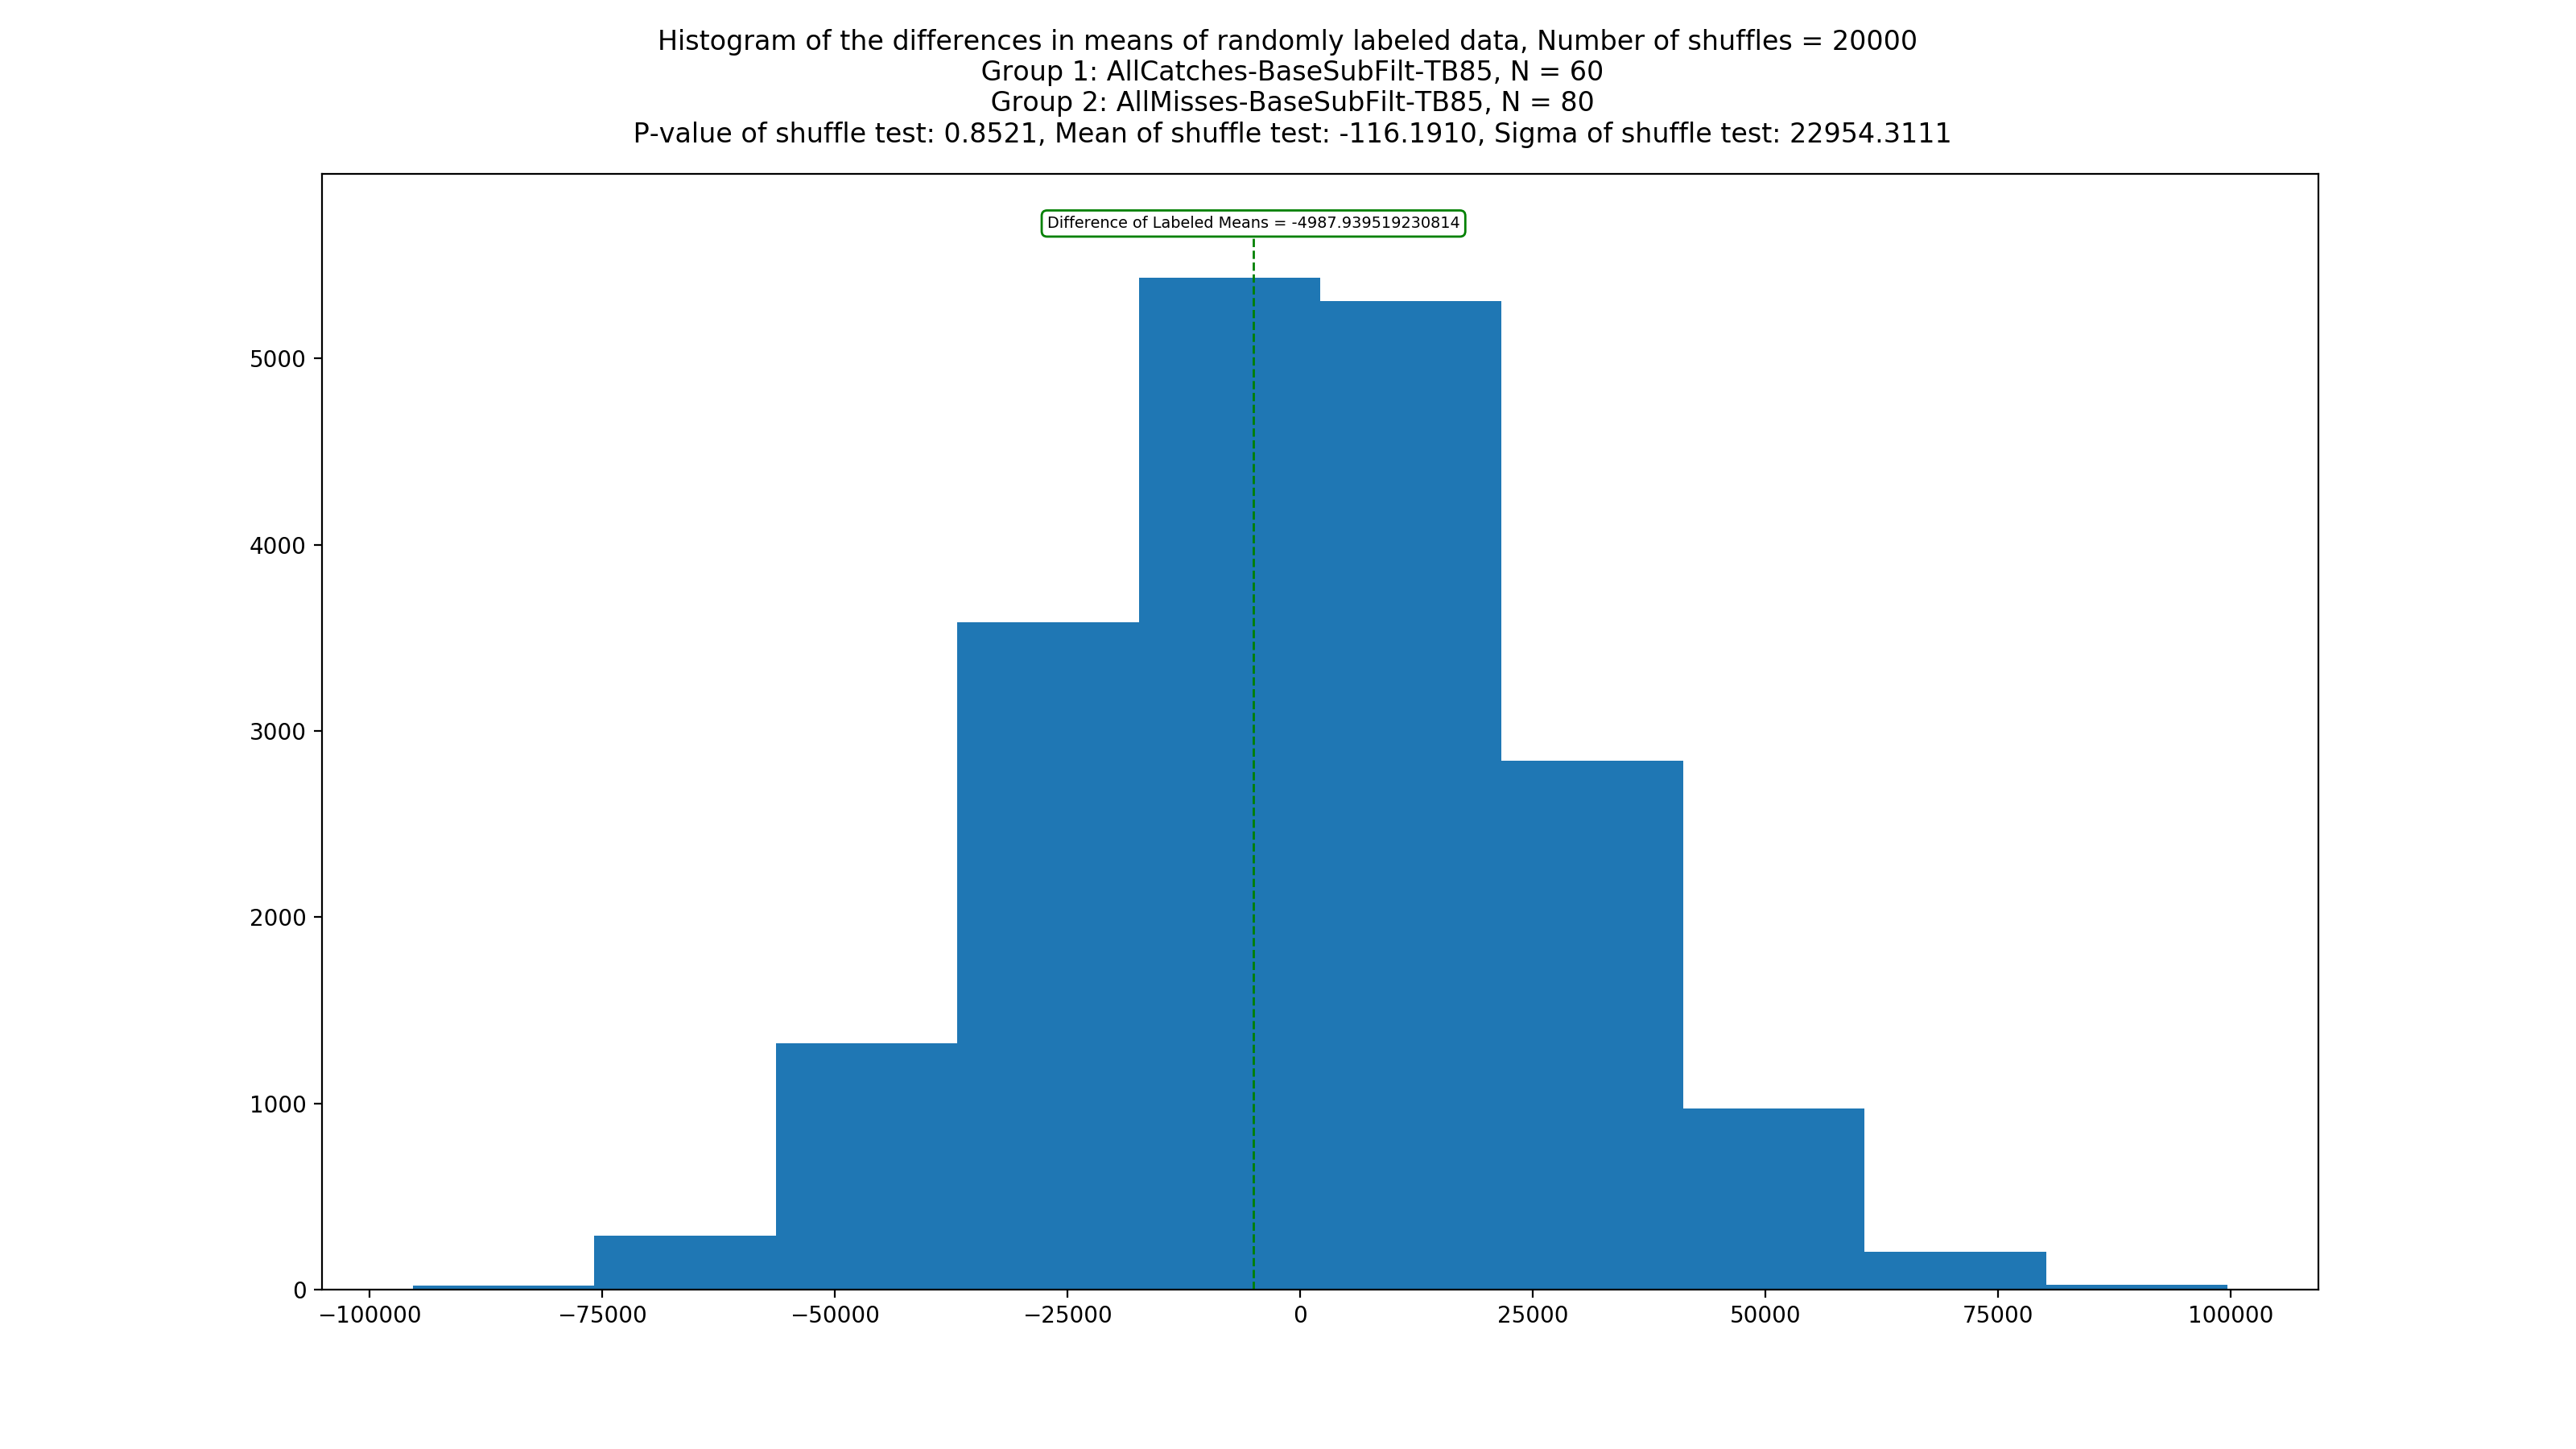 Histogram of the differences in means of randomly labeled data, Number of shuffles = 20000
Group 1: AllCatches-BaseSubFilt-TB85, N = 60
Group 2: AllMisses-BaseSubFilt-TB85, N = 80
P-value of shuffle test: 0.8521, Mean of shuffle test: -116.1910, Sigma of shuffle test: 22954.3111
Difference of Labeled Means = -4987.939519230814
5000
4000
3000
2000
1000
0
−100000 −75000 −50000 −25000 0 25000 50000 75000 100000